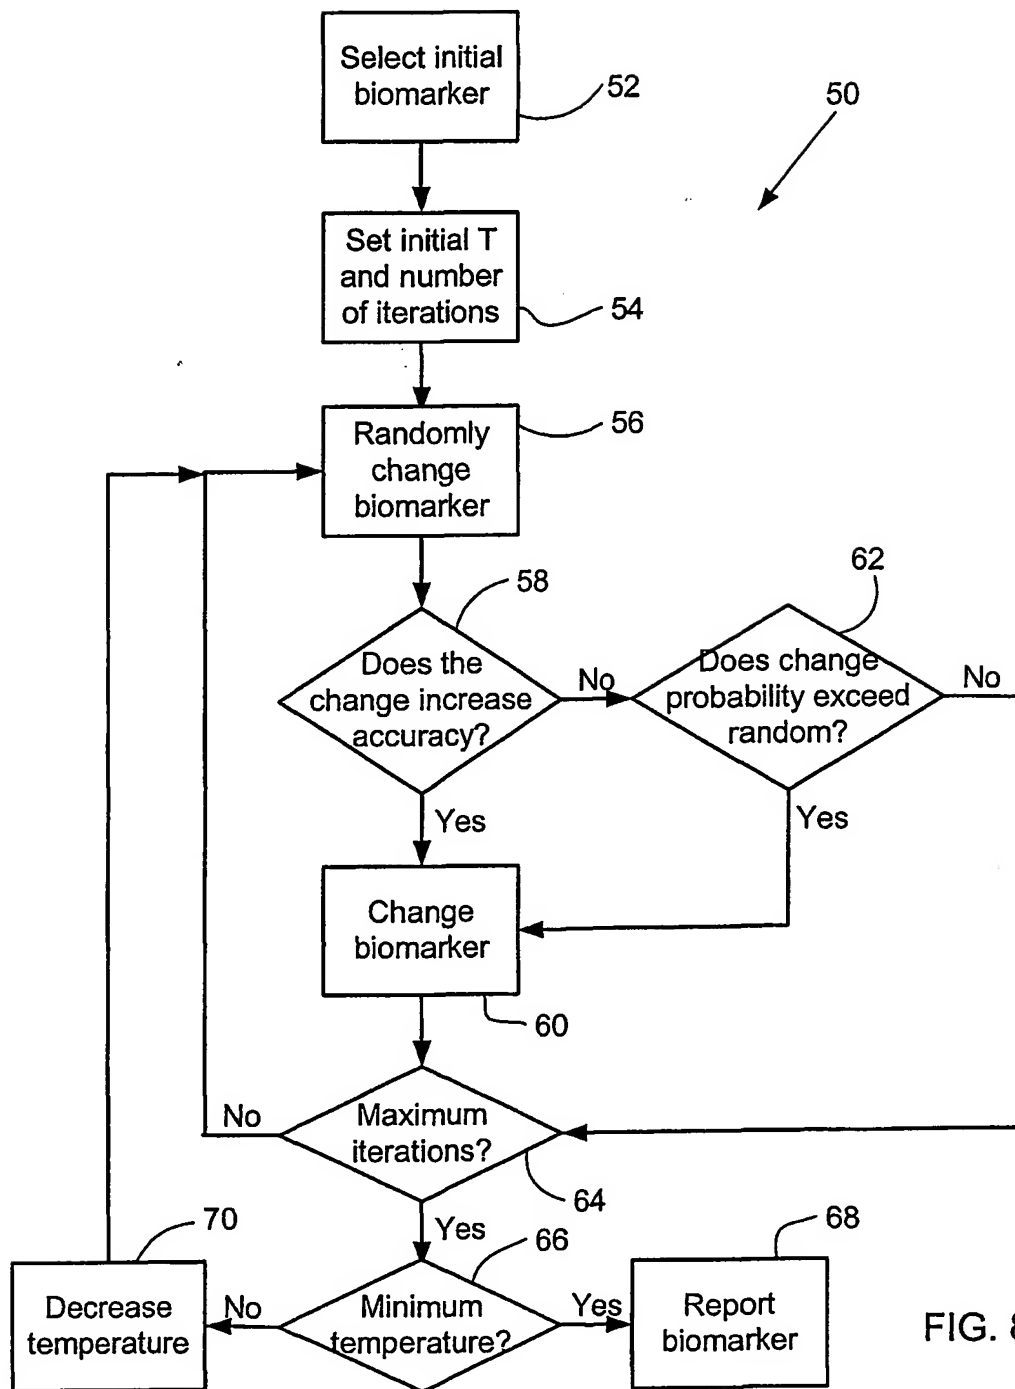 Select initial
biomarker
52
50
Set initial T
and number
of iterations
54
Randomly
change
biomarker
56
58
62
Does the
change increase
accuracy?
No
Does change
probability exceed
random?
No
Yes
Yes
Change
biomarker
60
No
Maximum
iterations?
64
Yes
70
66
68
Decrease
temperature
No
Minimum
temperature?
Yes
Report
biomarker
FIG. 8